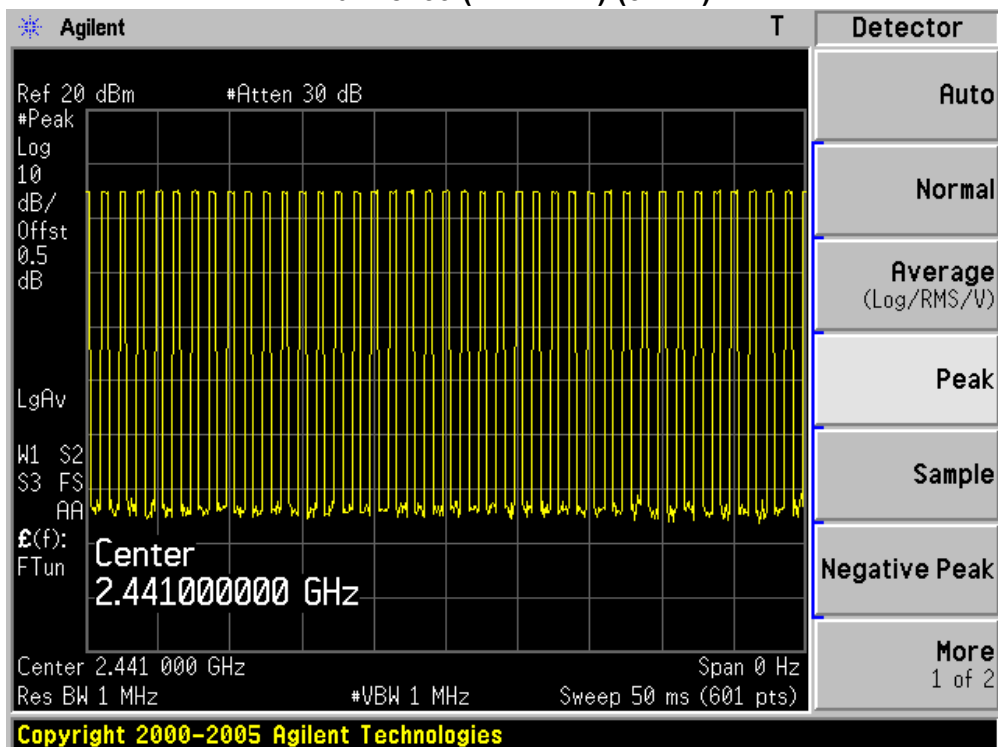 Agilent T Detector
Ref 20 dBm #Atten 30 dB
#Peak
Log
10
dB/
Offst
0.5
dB
LgAv
W1 S2
S3 FS
AA
£(f):
FTun
Center
2.441000000 GHz
Center 2.441 000 GHz Span 0 Hz
Res BW 1 MHz #VBW 1 MHz Sweep 50 ms (601 pts)
Copyright 2000-2005 Agilent Technologies
Auto
Normal
Average
(Log/RMS/V)
Peak
Sample
Negative Peak
More
1 of 2